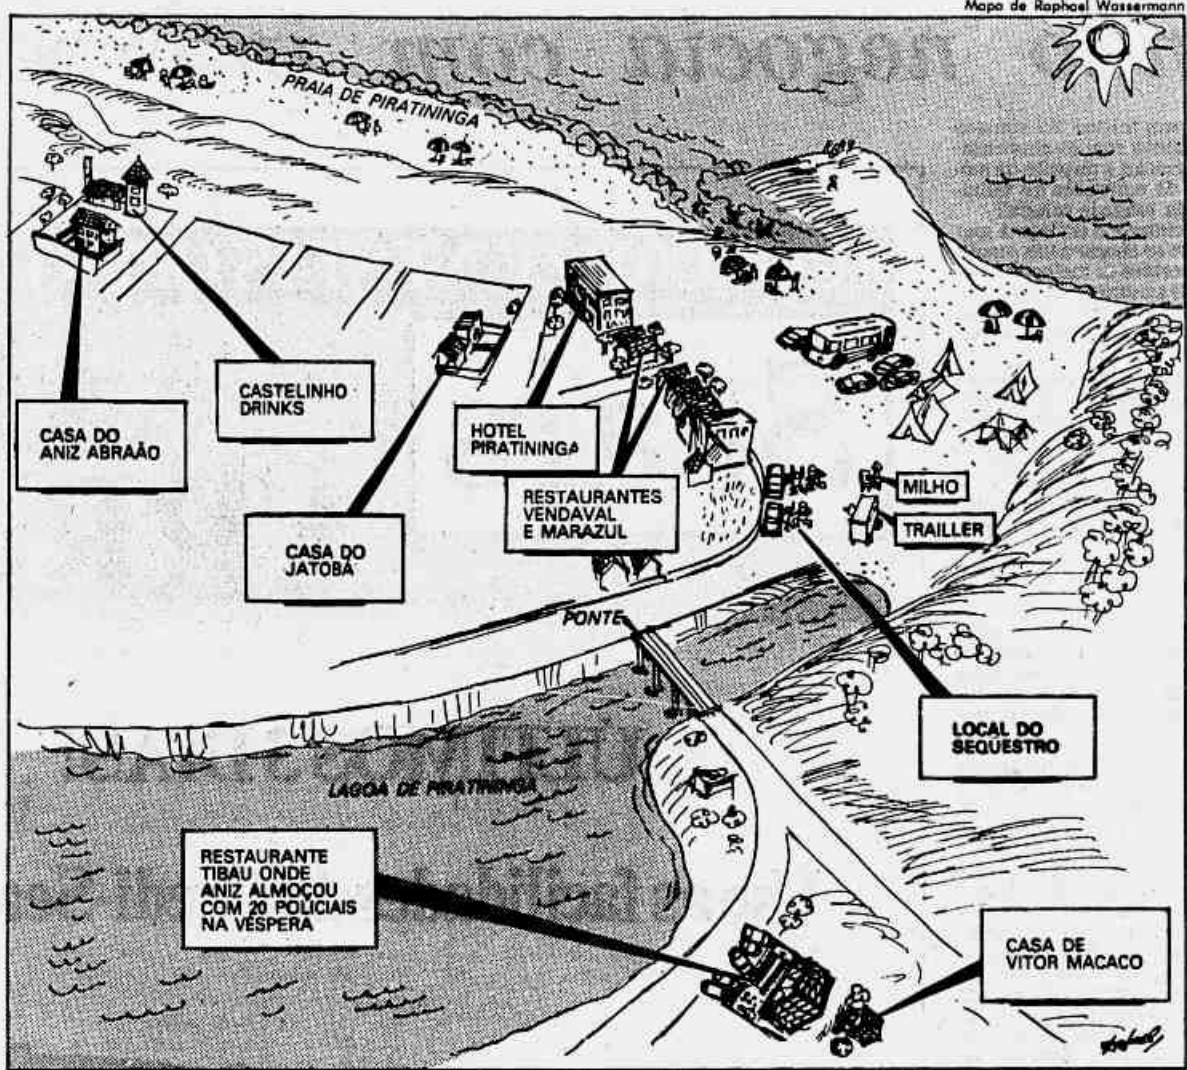 Mapa de Raphael Wassermann
negocia com
PRAIA DE PIRATININGA
CASA DO
ANIZ ABRAÃO
CASTELINHO
DRINKS
CASA DO
JATOBÁ
HOTEL
PIRATININGA
RESTAURANTES
VENDAVAL
E MARAZUL
MILHO
TRAILLER
PONTE
LOCAL DO
SEQUESTRO
LAGOA DE PIRATININGA
RESTAURANTE
TIBAU ONDE
ANIZ ALMOÇOU
COM 20 POLICIAIS
NA VÉSPERA
CASA DE
VITOR MACACO